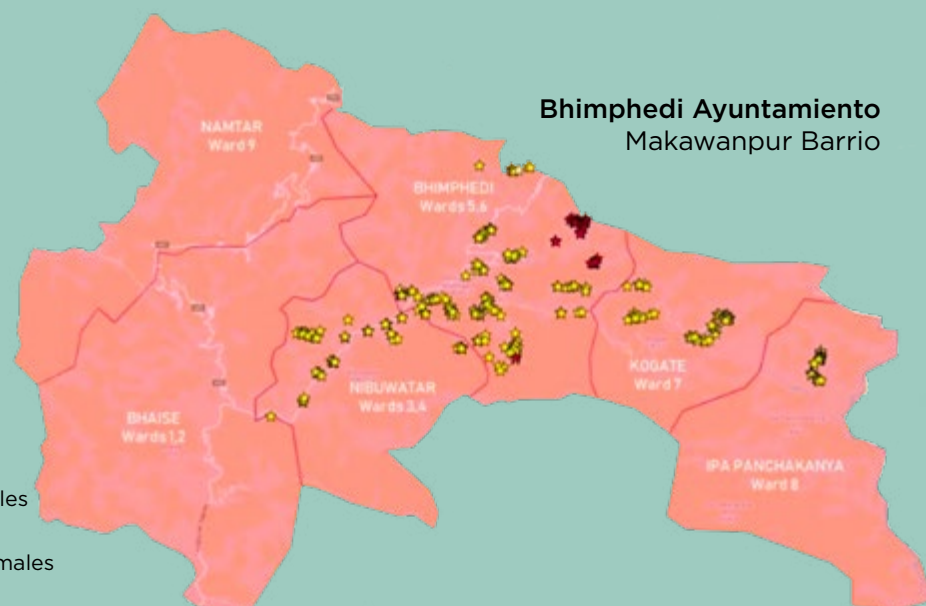 Bhimphedi Ayuntamiento
Makawanpur Barrio
NAMTAR
Ward 9
BHIMPHEDI
Wards 5,6
KOGATE
Ward 7
NIBUWATAR
Wards 3,4
BHAISE
Wards 1,2
IPA PANCHAKANYA
Ward 8
les
males